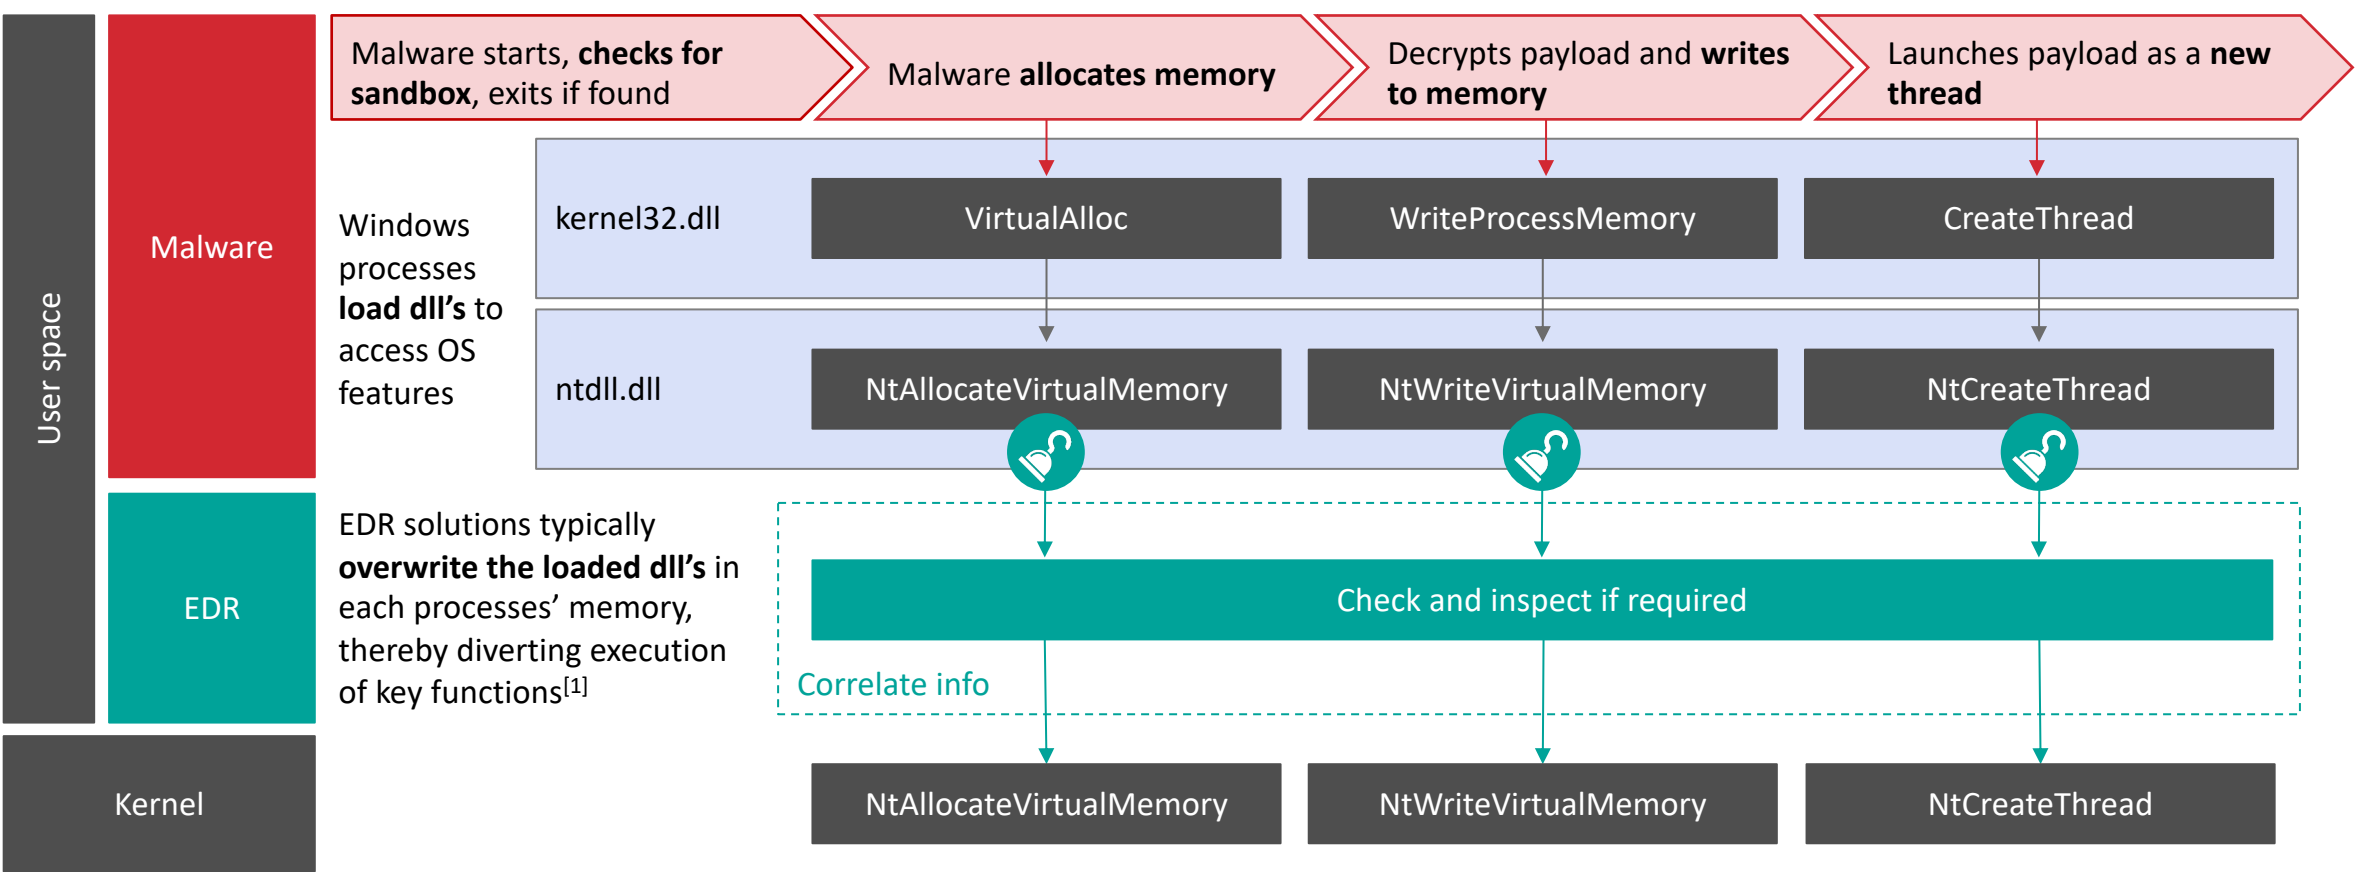 Malware starts, checks for
sandbox, exits if found
Malware allocates memory
Decrypts payload and writes
to memory
Launches payload as a new
thread
User space
Malware
Windows
processes
load dll’s to
access OS
features
kernel32.dll
VirtualAlloc
WriteProcessMemory
CreateThread
ntdll.dll
NtAllocateVirtualMemory
NtWriteVirtualMemory
NtCreateThread
EDR
EDR solutions typically
overwrite the loaded dll’s in
each processes’ memory,
thereby diverting execution
of key functions[1]
Check and inspect if required
Correlate info
Kernel
NtAllocateVirtualMemory
NtWriteVirtualMemory
NtCreateThread